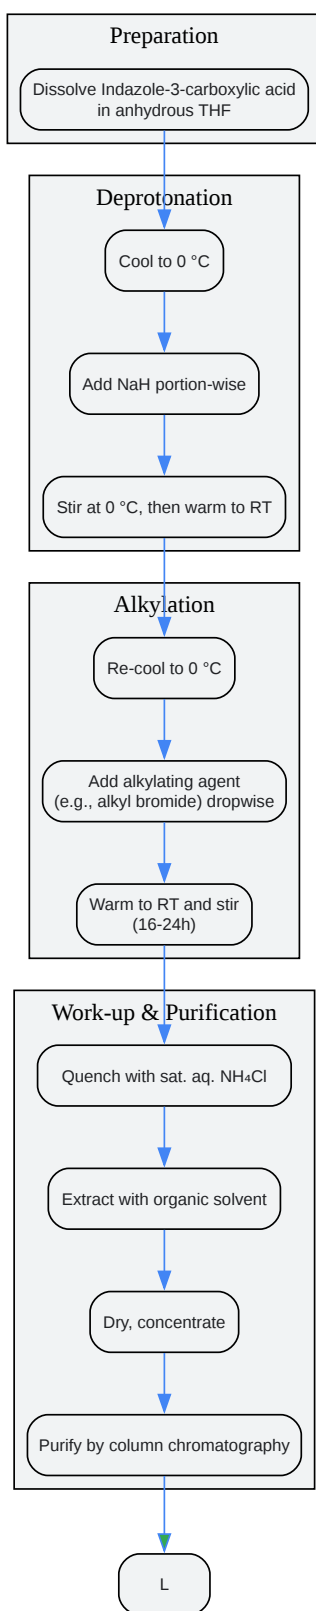 Preparation
Dissolve Indazole-3-carboxylic acid
in anhydrous THF
Deprotonation
Cool to 0 °C
Add NaH portion-wise
Stir at 0 °C, then warm to RT
Alkylation
Re-cool to 0 °C
Add alkylating agent
(e.g., alkyl bromide) dropwise
Warm to RT and stir
(16-24h)
Work-up & Purification
Quench with sat. aq. NH₄Cl
Extract with organic solvent
Dry, concentrate
Purify by column chromatography
L